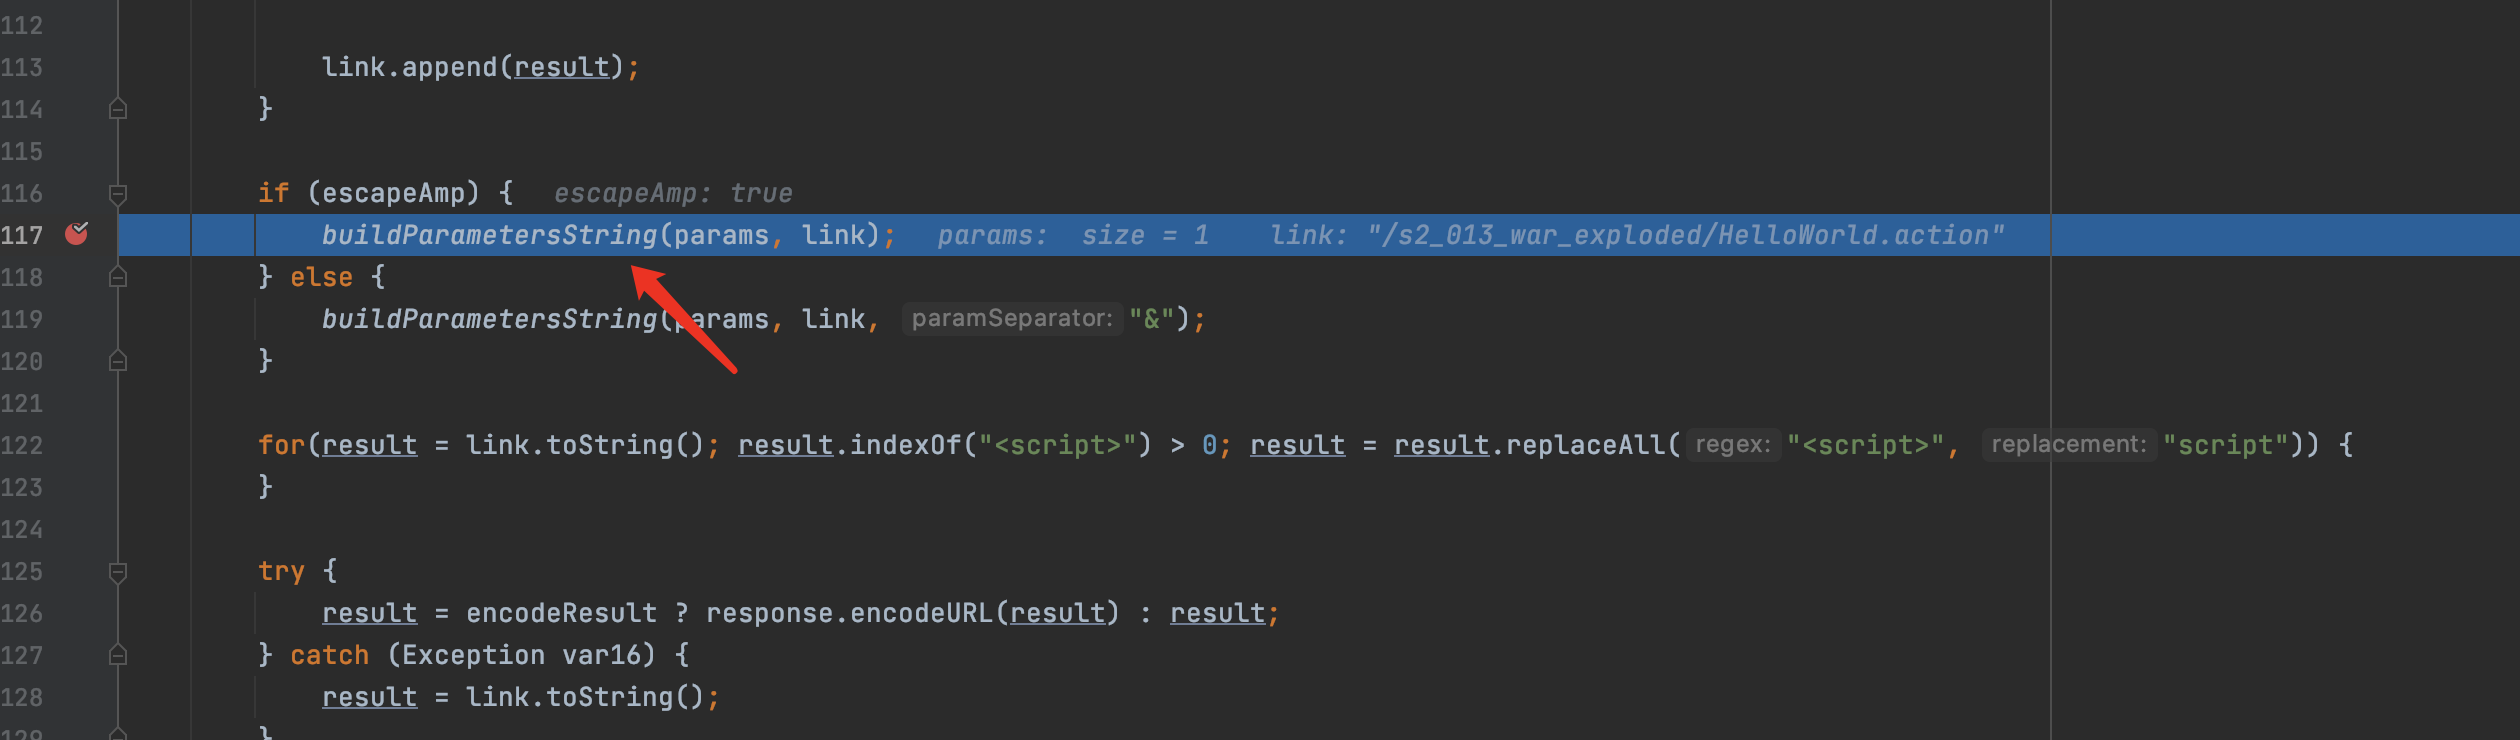 112
113 link.append(result);
114 }
115
116 if (escapeAmp) { escapeAmp: true
117 buildParametersString(params, link); params: size = 1 link: "/s2_013_war_exploded/HelloWorld.action"
118 } else {
119 buildParametersString(params, link, paramSeparator: "&");
120 }
121
122 for(result = link.toString(); result.indexOf("<script>") > 0; result = result.replaceAll( regex: "<script>", replacement: "script")) {
123 }
124
125 try {
126 result = encodeResult ? response.encodeURL(result) : result;
127 } catch (Exception var16) {
128 result = link.toString();
129 }